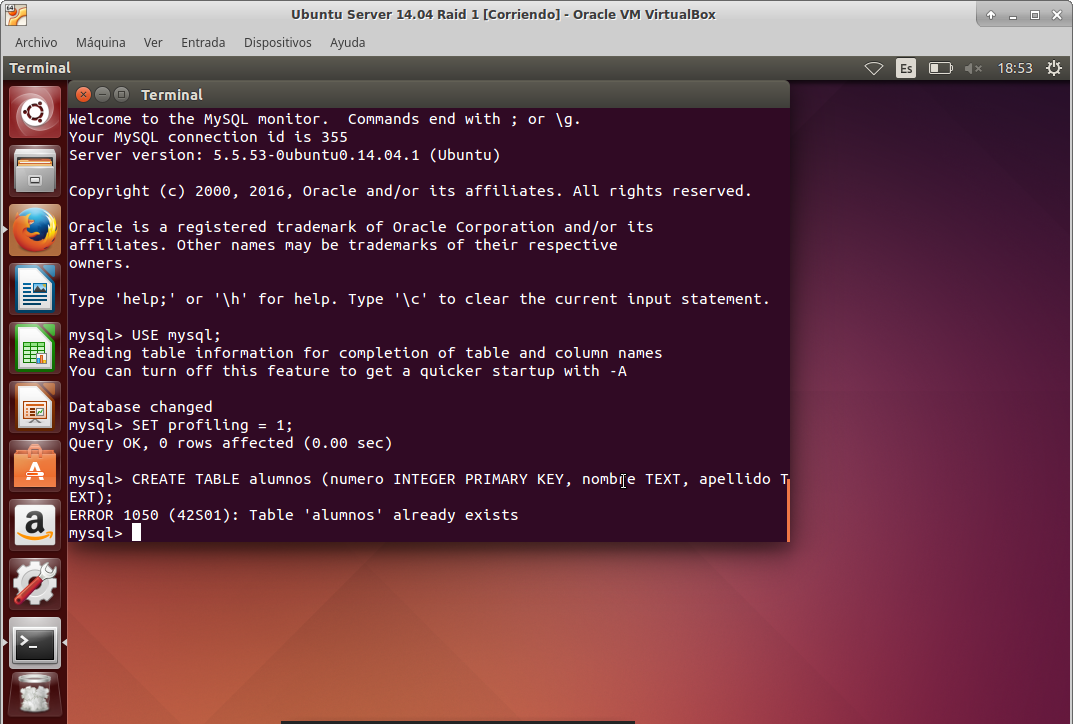 Ubuntu Server 14.04 Raid 1 [Corriendo] - Oracle VM VirtualBox
Archivo Máquina Ver Entrada Dispositivos Ayuda
Terminal Es 18:53
Terminal
Welcome to the MySQL monitor.  Commands end with ; or \g.
Your MySQL connection id is 355
Server version: 5.5.53-0ubuntu0.14.04.1 (Ubuntu)
Copyright (c) 2000, 2016, Oracle and/or its affiliates. All rights reserved.
Oracle is a registered trademark of Oracle Corporation and/or its
affiliates. Other names may be trademarks of their respective
owners.
Type 'help;' or '\h' for help. Type '\c' to clear the current input statement.
mysql> USE mysql;
Reading table information for completion of table and column names
You can turn off this feature to get a quicker startup with -A
Database changed
mysql> SET profiling = 1;
Query OK, 0 rows affected (0.00 sec)
mysql> CREATE TABLE alumnos (numero INTEGER PRIMARY KEY, nombre TEXT, apellido T
EXT);
ERROR 1050 (42S01): Table 'alumnos' already exists
mysql>